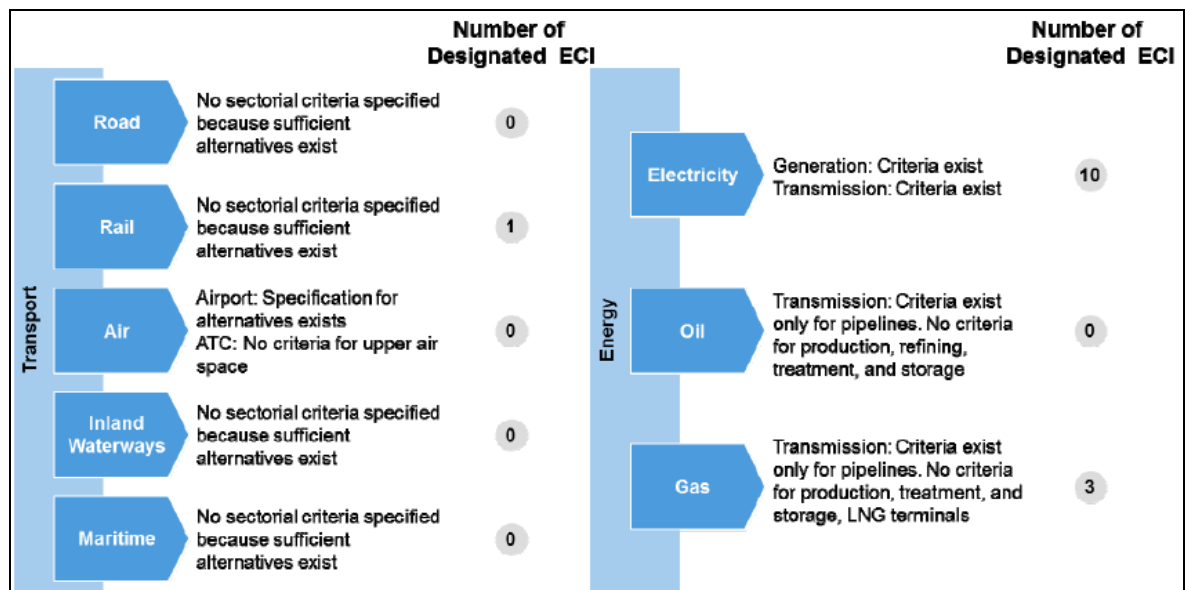 Number of
Designated ECI
Transport
Road
No sectorial criteria specified
because sufficient
alternatives exist
0
Rail
No sectorial criteria specified
because sufficient
alternatives exist
1
Air
Airport: Specification for
alternatives exists
ATC: No criteria for upper air
space
0
Inland
Waterways
No sectorial criteria specified
because sufficient
alternatives exist
0
Maritime
No sectorial criteria specified
because sufficient
alternatives exist
0
Number of
Designated ECI
Energy
Electricity
Generation: Criteria exist
Transmission: Criteria exist
10
Oil
Transmission: Criteria exist
only for pipelines. No criteria
for production, refining,
treatment, and storage
0
Gas
Transmission: Criteria exist
only for pipelines. No criteria
for production, treatment, and
storage, LNG terminals
3